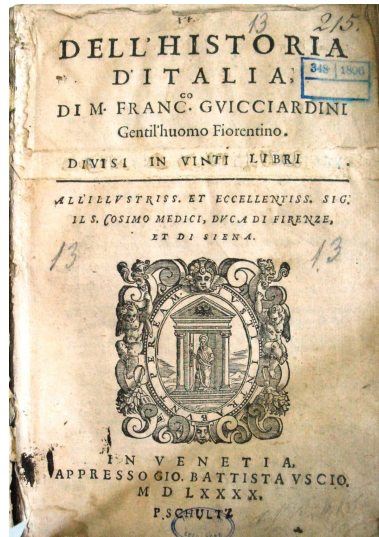 13 215.
DELL'HISTORIA
D'ITALIA,
348 1806
DI M. FRANC.co GVICCIARDINI
Gentil'huomo Fiorentino.
DIVISI IN VINTI LIBRI
ALL'ILLVSTRISS. ET ECCELLENTISS. SIG.
IL S. COSIMO MEDICI, DVCA DI FIRENZE,
ET DI SIENA.
13 13
IN VENETIA,
APPRESSO GIO. BATTISTA VSCIO.
M D LXXXX.
P. SCHULTZ